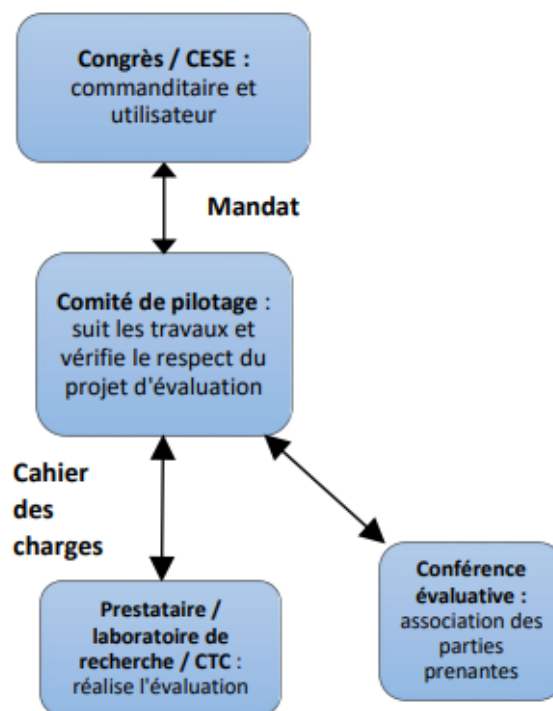 Congrès / CESE :
commanditaire et
utilisateur
Mandat
Comité de pilotage :
suit les travaux et
vérifie le respect du
projet d'évaluation
Cahier
des
charges
Prestataire /
laboratoire de
recherche / CTC :
réalise l'évaluation
Conférence
évaluative :
association des
parties
prenantes